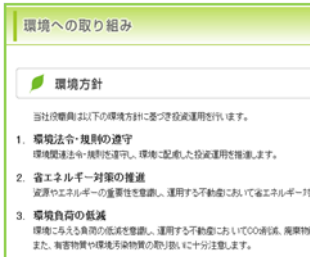 環境への取り組み
環境方針
当社役職員は以下の環境方針に基づき投資運用を行います。
1. 環境法令・規則の遵守
環境関連法令・規則を遵守し、環境に配慮した投資運用を推進します。
2. 省エネルギー対策の推進
資源やエネルギーの重要性を意識し、運用する不動産において省エネルギー対
3. 環境負荷の低減
環境に与える負荷の低減を意識し、運用する不動産においてCO2削減、廃棄物
また、有害物質や環境汚染物質の取り扱いに十分注意します。